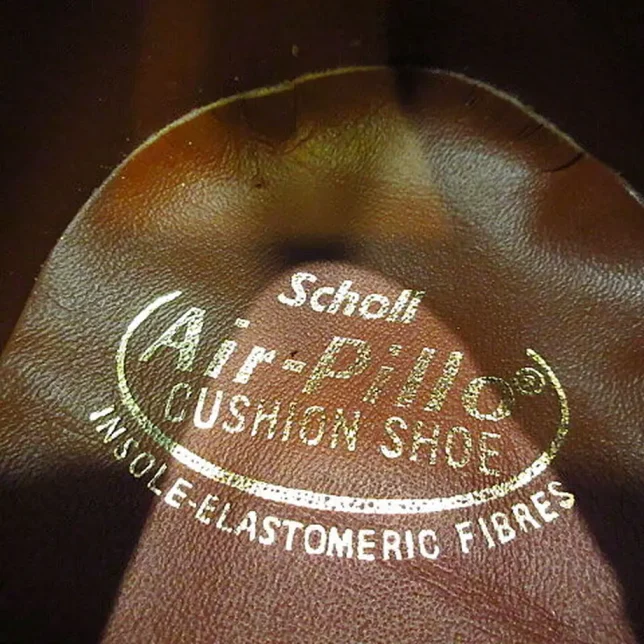 Scholl
Air-Pillo®
CUSHION SHOE
INSOLE-ELASTOMERIC FIBRES